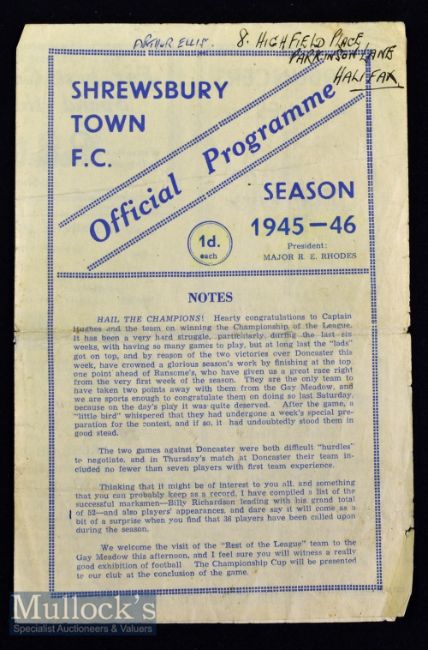 ARTHUR ELLIS.
8. HIGHFIELD PLACE,
PARKINSON LANE
HALIFAX
SHREWSBURY
TOWN
F.C.
Official Programme
SEASON
1945-46
1d.
each
President:
MAJOR R. E. RHODES
NOTES
HAIL THE CHAMPIONS! Hearty congratulations to Captain
Hughes and the team on winning the Championship of the League.
It has been a very hard struggle, particularly, during the last six
weeks, with having so many games to play, but at long last the "lads"
got on top, and by reason of the two victories over Doncaster this
week, have crowned a glorious season's work by finishing at the top
one point ahead of Ransome's, who have given us a great race right
from the very first week of the season. They are the only team to
have taken two points away with them from the Gay Meadow, and
we are sports enough to congratulate them on doing so last Saturday,
because on the day's play it was quite deserved. After the game, a
"little bird" whispered that they had undergone a week's special pre-
paration for the contest, and if so, it had undoubtedly stood them in
good stead.
The two games against Doncaster were both difficult "hurdles"
to negotiate, and in Thursday's match at Doncaster their team in-
cluded no fewer than seven players with first team experience.
Thinking that it might be of interest to you all, and something
that you can probably keep as a record, I have compiled a list of the
successful marksmen—Billy Richardson leading with his grand total
of 52—and also players' appearances, and dare say it will come as a
bit of a surprise when you find that 36 players have been called upon
during the season.
We welcome the visit of the "Rest of the League" team to the
Gay Meadow this afternoon, and I feel sure you will witness a really
good exhibition of football The Championship Cup will be presented
to our club at the conclusion of the game.
Mullock's
Specialist Auctioneers & Valuers